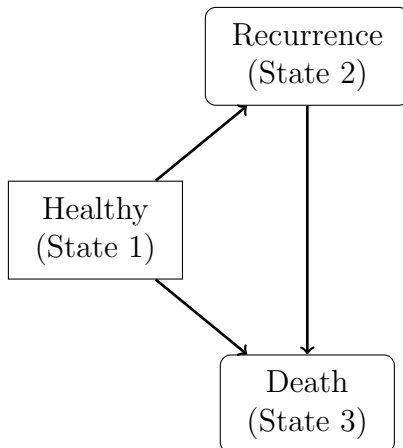 Recurrence
(State 2)
Healthy
(State 1)
Death
(State 3)